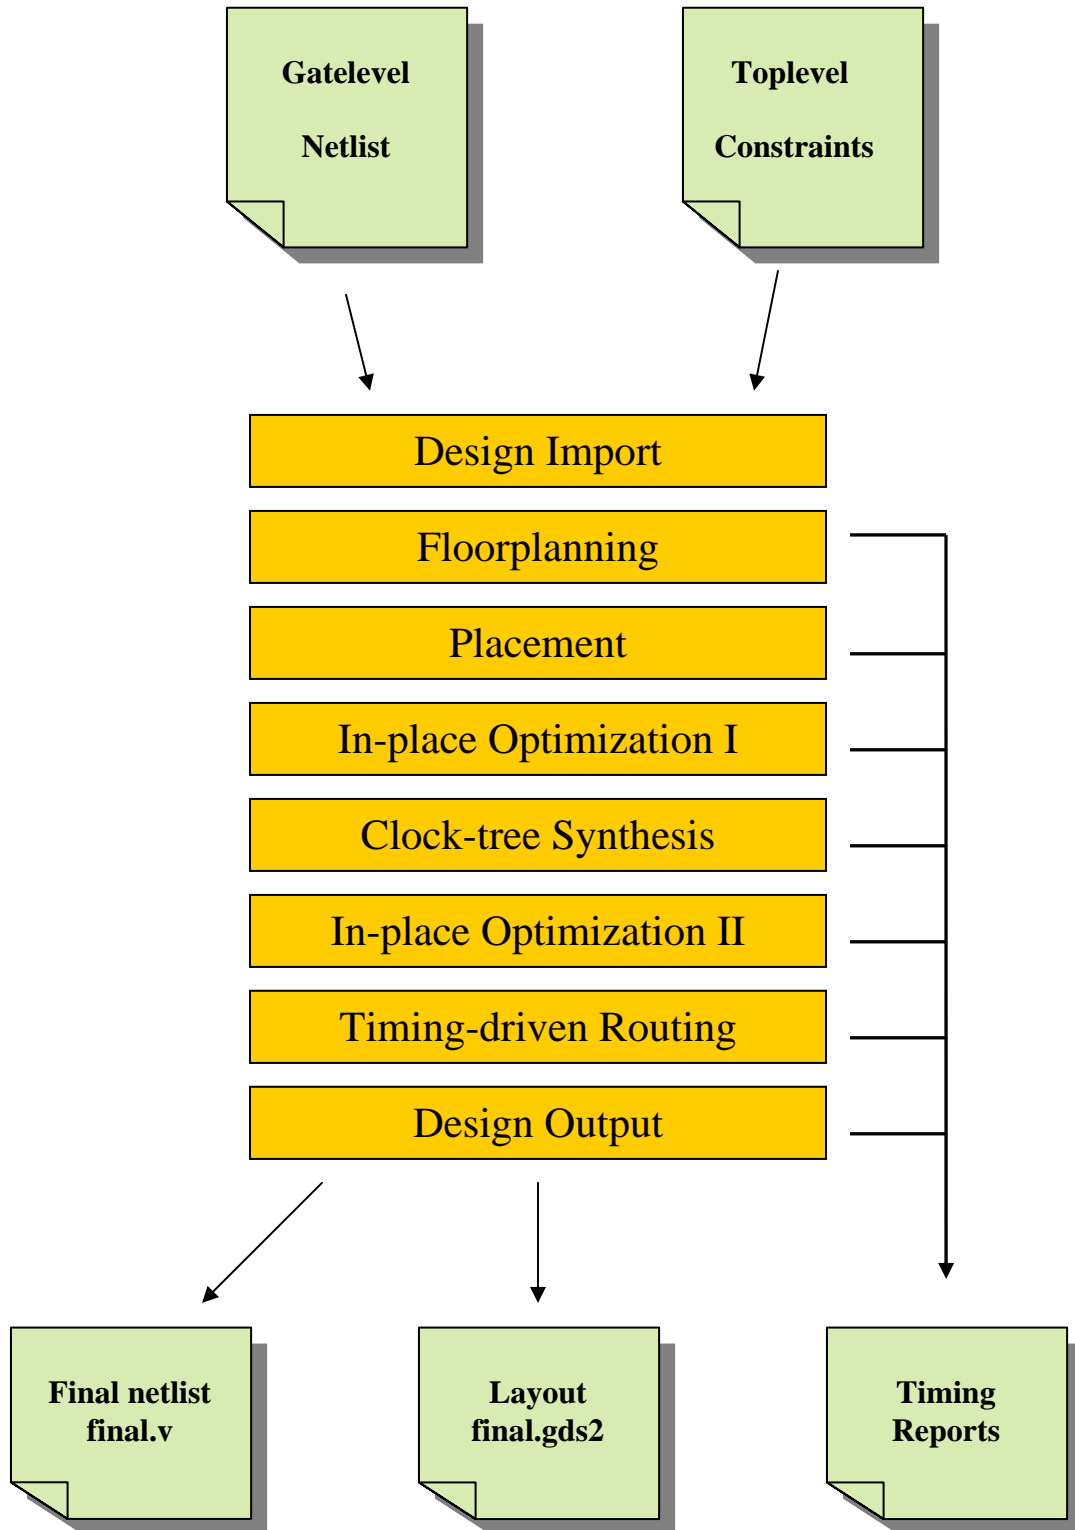 Gatelevel
Netlist
Toplevel
Constraints
Design Import
Floorplanning
Placement
In-place Optimization I
Clock-tree Synthesis
In-place Optimization II
Timing-driven Routing
Design Output
Final netlist
final.v
Layout
final.gds2
Timing
Reports